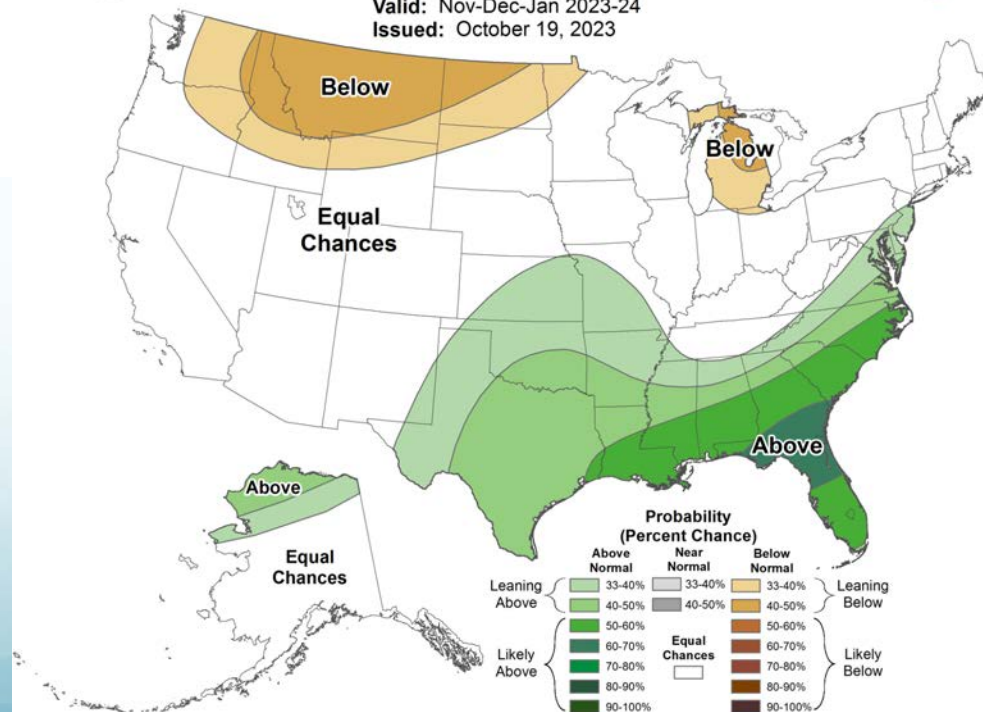 Valid: Nov-Dec-Jan 2023-24
Issued: October 19, 2023
Below
Below
Equal
Chances
Above
Above
Equal
Chances
Probability
(Percent Chance)
Above
Normal
Near
Normal
Below
Normal
Leaning
Above
33-40%
33-40%
33-40%
Leaning
Below
40-50%
40-50%
40-50%
Likely
Above
50-60%
50-60%
60-70%
Equal
Chances
60-70%
Likely
Below
70-80%
70-80%
80-90%
80-90%
90-100%
90-100%